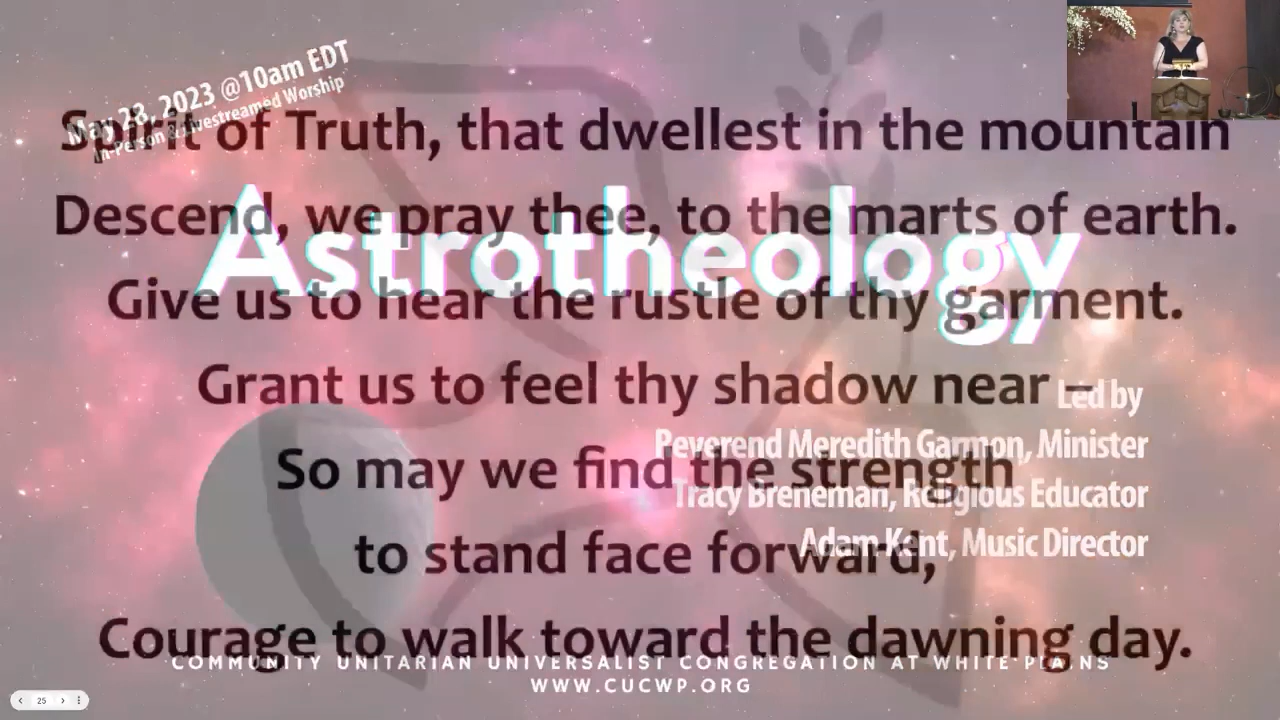 May 28, 2023 @10am EDT
In-Person & Livestreamed Worship
Spirit of Truth, that dwellest in the mountain
Descend, we pray thee, to the marts of earth.
Astrotheology
Give us to hear the rustle of thy garment.
Grant us to feel thy shadow near –
Led by
Reverend Meredith Garmon, Minister
So may we find the strength
Tracy Breneman, Religious Educator
Adam Kent, Music Director
to stand face forward,
Courage to walk toward the dawning day.
COMMUNITY UNITARIAN UNIVERSALIST CONGREGATION AT WHITE PLAINS
WWW.CUCWP.ORG
25